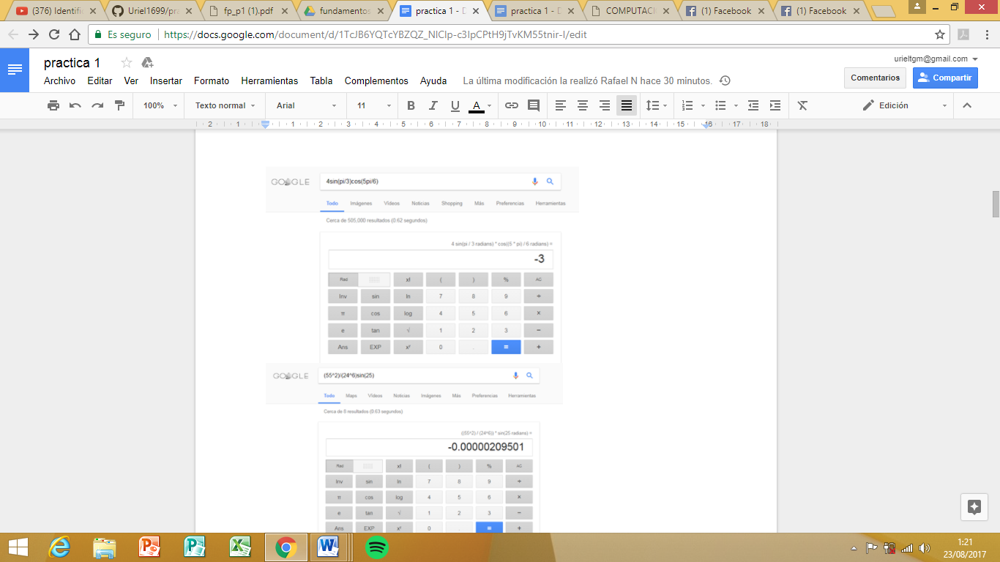 (376) Identific
Uriel1699/pra
fp_p1 (1).pdf
fundamentos
practica 1 - D
practica 1 - D
COMPUTACI
(1) Facebook
(1) Facebook
Es seguro
https://docs.google.com/document/d/1TcJB6YQTcYBZQZ_NIClp-c3IpCPtH9jTvKM55tnir-I/edit
practica 1
urieltgm@gmail.com
Archivo Editar Ver Insertar Formato Herramientas Tabla Complementos Ayuda La última modificación la realizó Rafael N hace 30 minutos.
Comentarios
Compartir
100% Texto normal Arial 11 B I U A Edición
2 1 1 2 3 4 5 6 7 8 9 10 11 12 13 14 15 16 17 18
GOOGLE
4sin(pi/3)cos(5pi/6)
Todo Imágenes Vídeos Noticias Shopping Más Preferencias Herramientas
Cerca de 505,000 resultados (0.62 segundos)
4 sin(pi / 3 radians) * cos((5 * pi) / 6 radians) =
-3
Rad x! ( ) % AC
Inv sin ln 7 8 9 ÷
π cos log 4 5 6 ×
e tan √ 1 2 3 −
Ans EXP xʸ 0 . = +
GOOGLE
(55^2)/(24^6)sin(25)
Todo Maps Vídeos Noticias Imágenes Más Preferencias Herramientas
Cerca de 8 resultados (0.63 segundos)
((55^2) / (24^6)) * sin(25 radians) =
-0.00000209501
Rad x! ( ) % AC
Inv sin ln 7 8 9 ÷
π cos log 4 5 6 ×
e tan √ 1 2 3 −
Ans EXP xʸ 0 . = +
1:21
23/08/2017